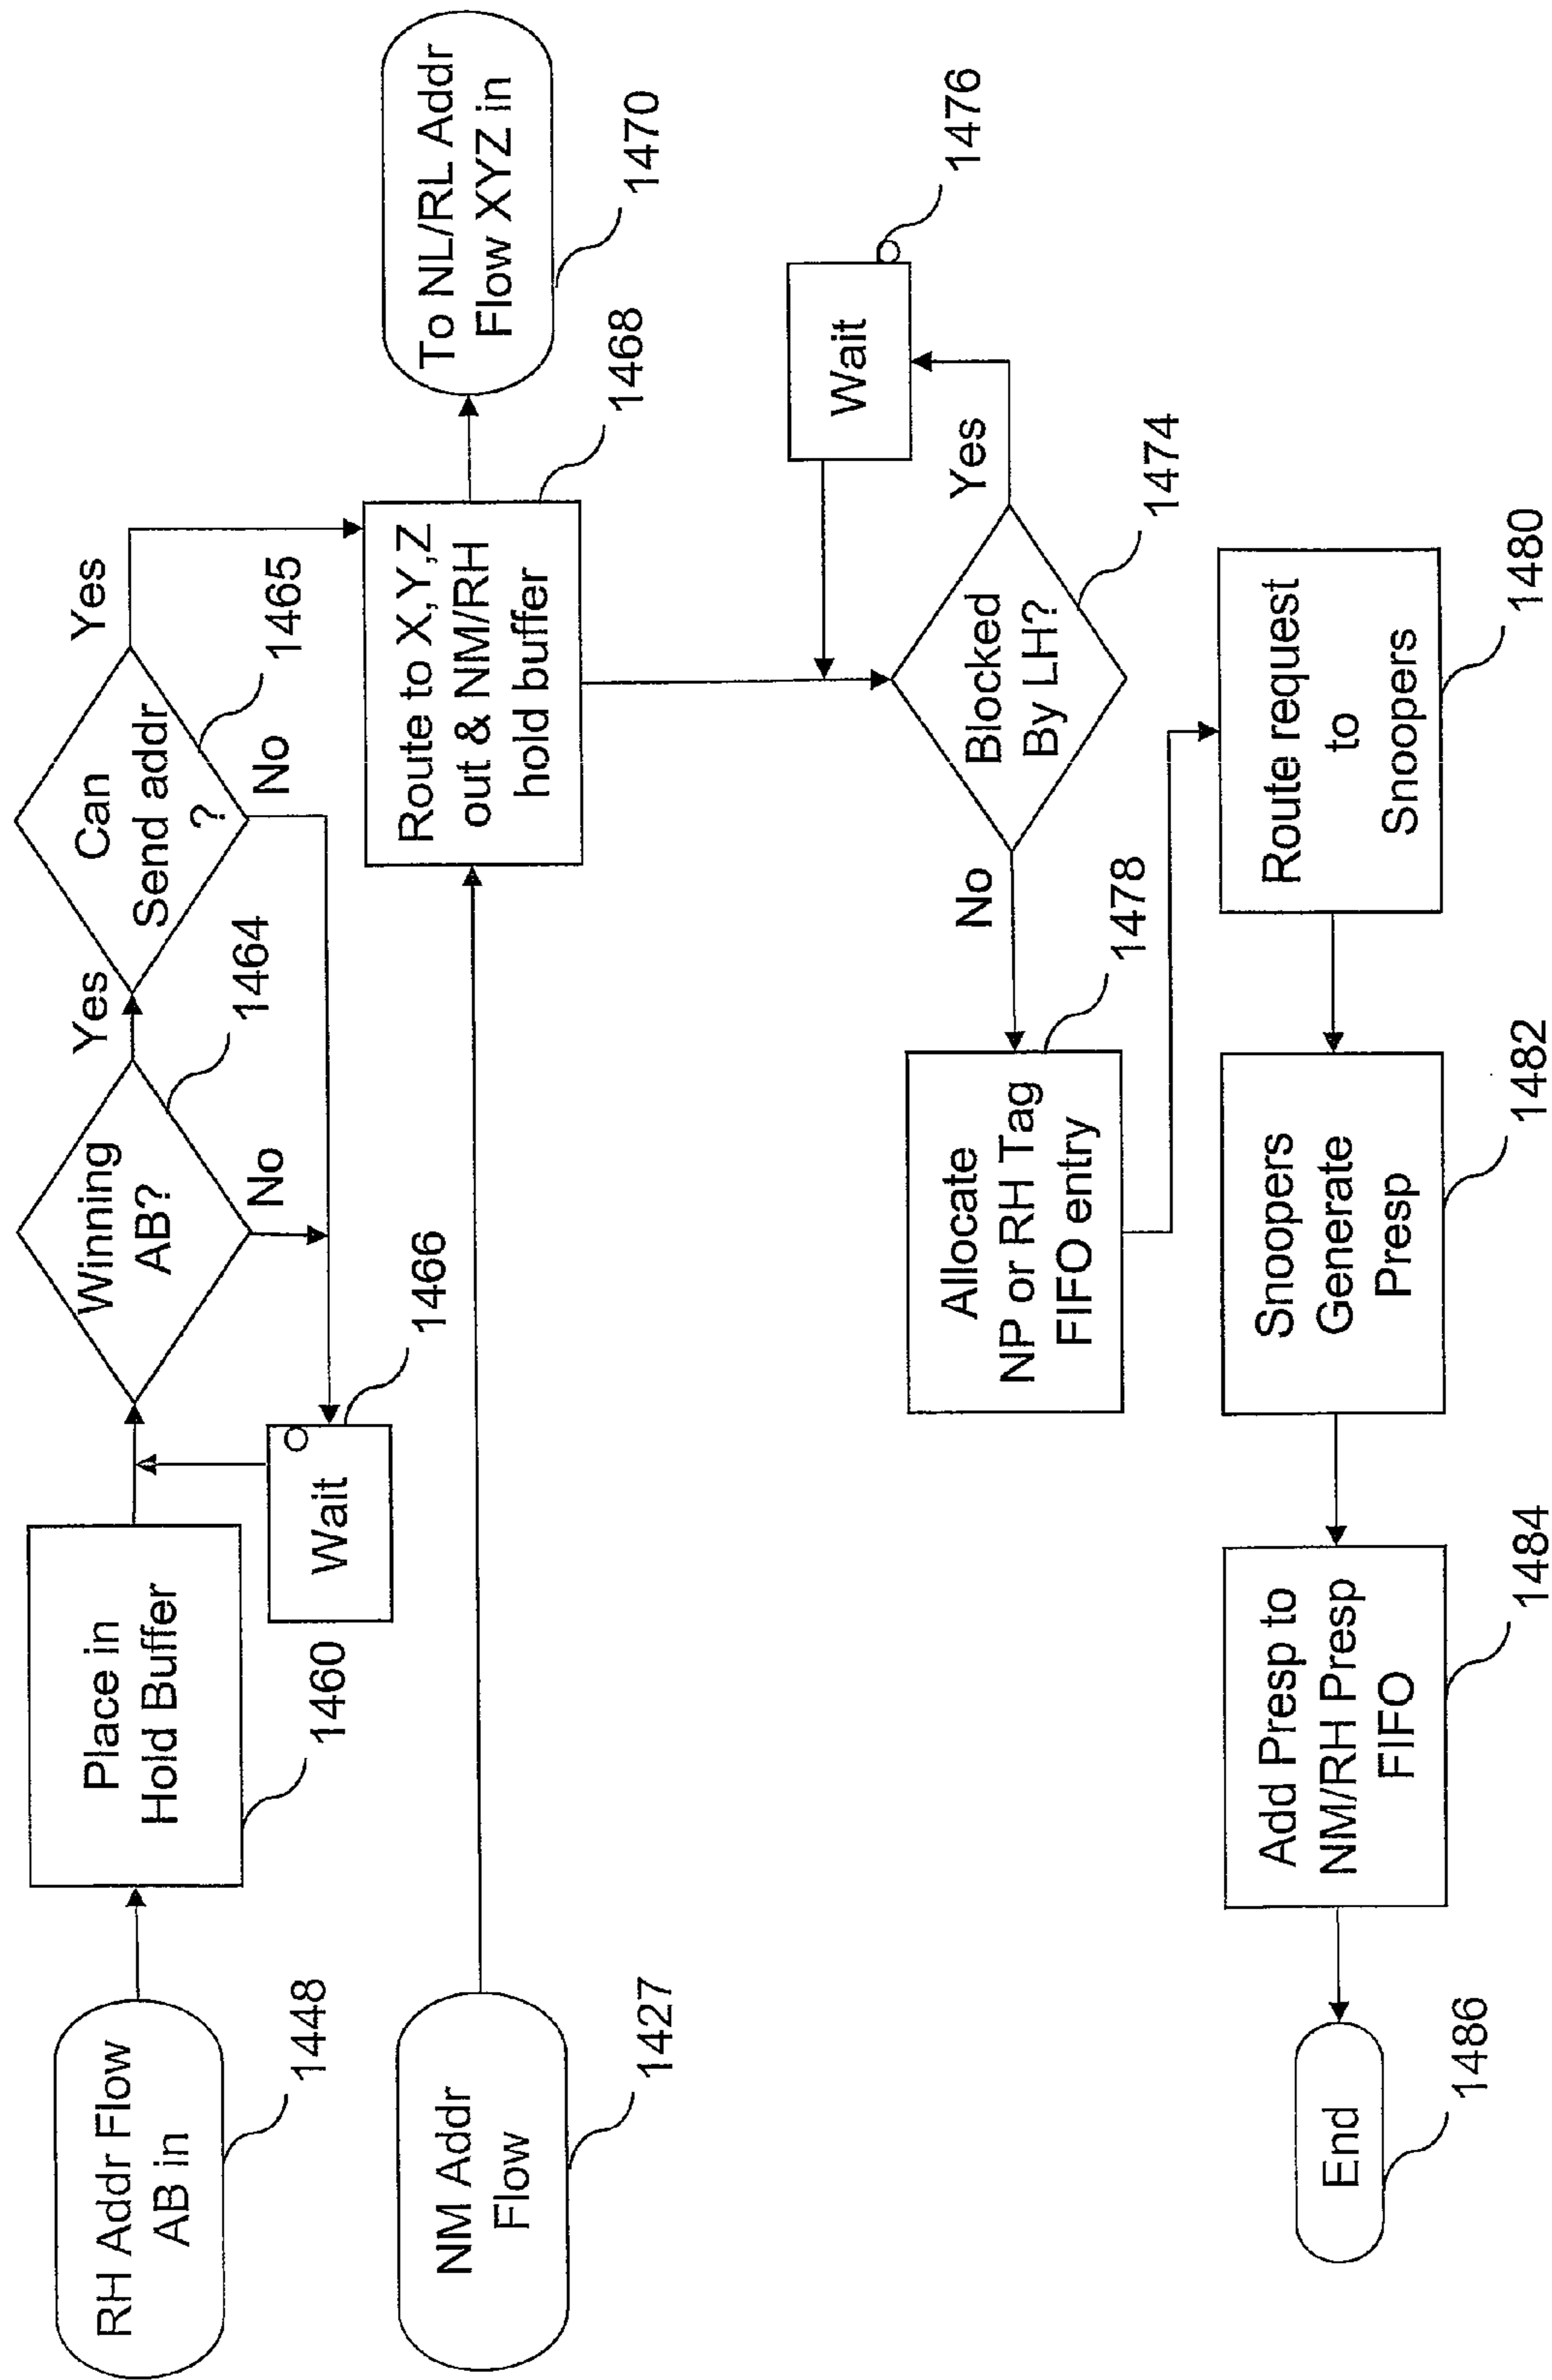 RH Addr Flow
AB in
1448
Place in
Hold Buffer
1460
Wait
1466
Winning
AB?
1464
Yes
No
Can
Send addr
?
1465
Yes
No
NM Addr
Flow
1427
Route to X,Y,Z
out & NM/RH
hold buffer
1468
To NL/RL Addr
Flow XYZ in
1470
Blocked
By LH?
1474
Yes
Wait
1476
No
Allocate
NP or RH Tag
FIFO entry
1478
Route request
to
Snoopers
1480
Snoopers
Generate
Presp
1482
Add Presp to
NM/RH Presp
FIFO
1484
End
1486